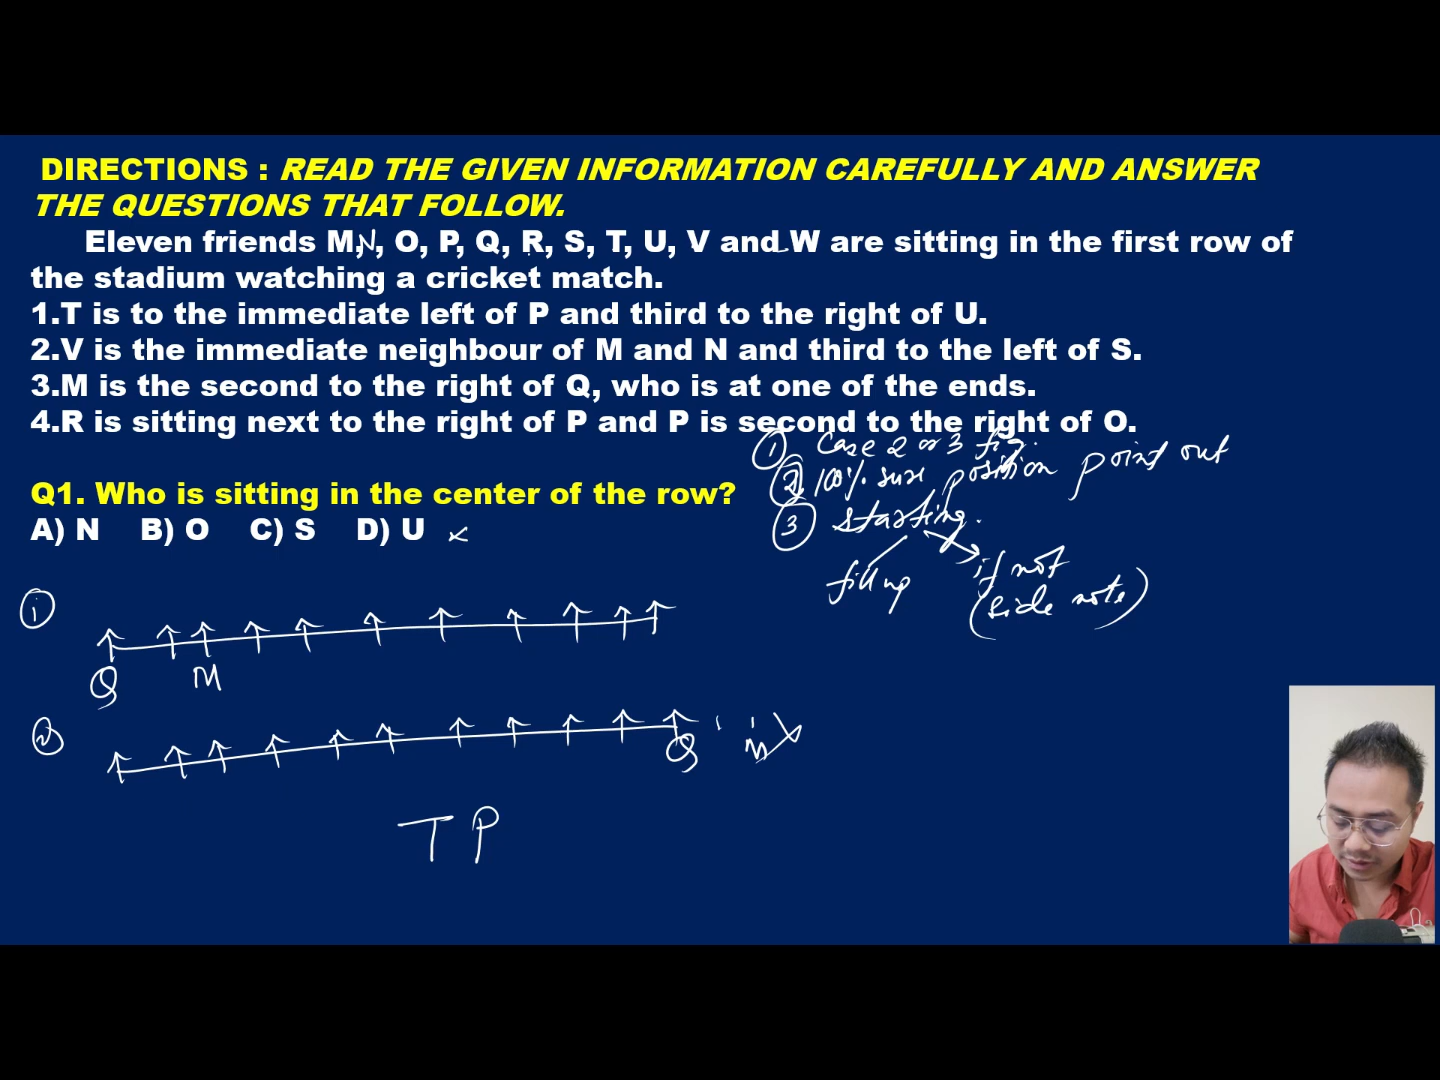 DIRECTIONS : READ THE GIVEN INFORMATION CAREFULLY AND ANSWER
THE QUESTIONS THAT FOLLOW.
Eleven friends M, N, O, P, Q, R, S, T, U, V and W are sitting in the first row of
the stadium watching a cricket match.
1.T is to the immediate left of P and third to the right of U.
2.V is the immediate neighbour of M and N and third to the left of S.
3.M is the second to the right of Q, who is at one of the ends.
4.R is sitting next to the right of P and P is second to the right of O.
1 Case 2 or 3 fig.
2 100% sure position point out
3 starting.
filling if not
(side note)
Q1. Who is sitting in the center of the row?
A) N B) O C) S D) U ×
1
Q M
2
Q
T P